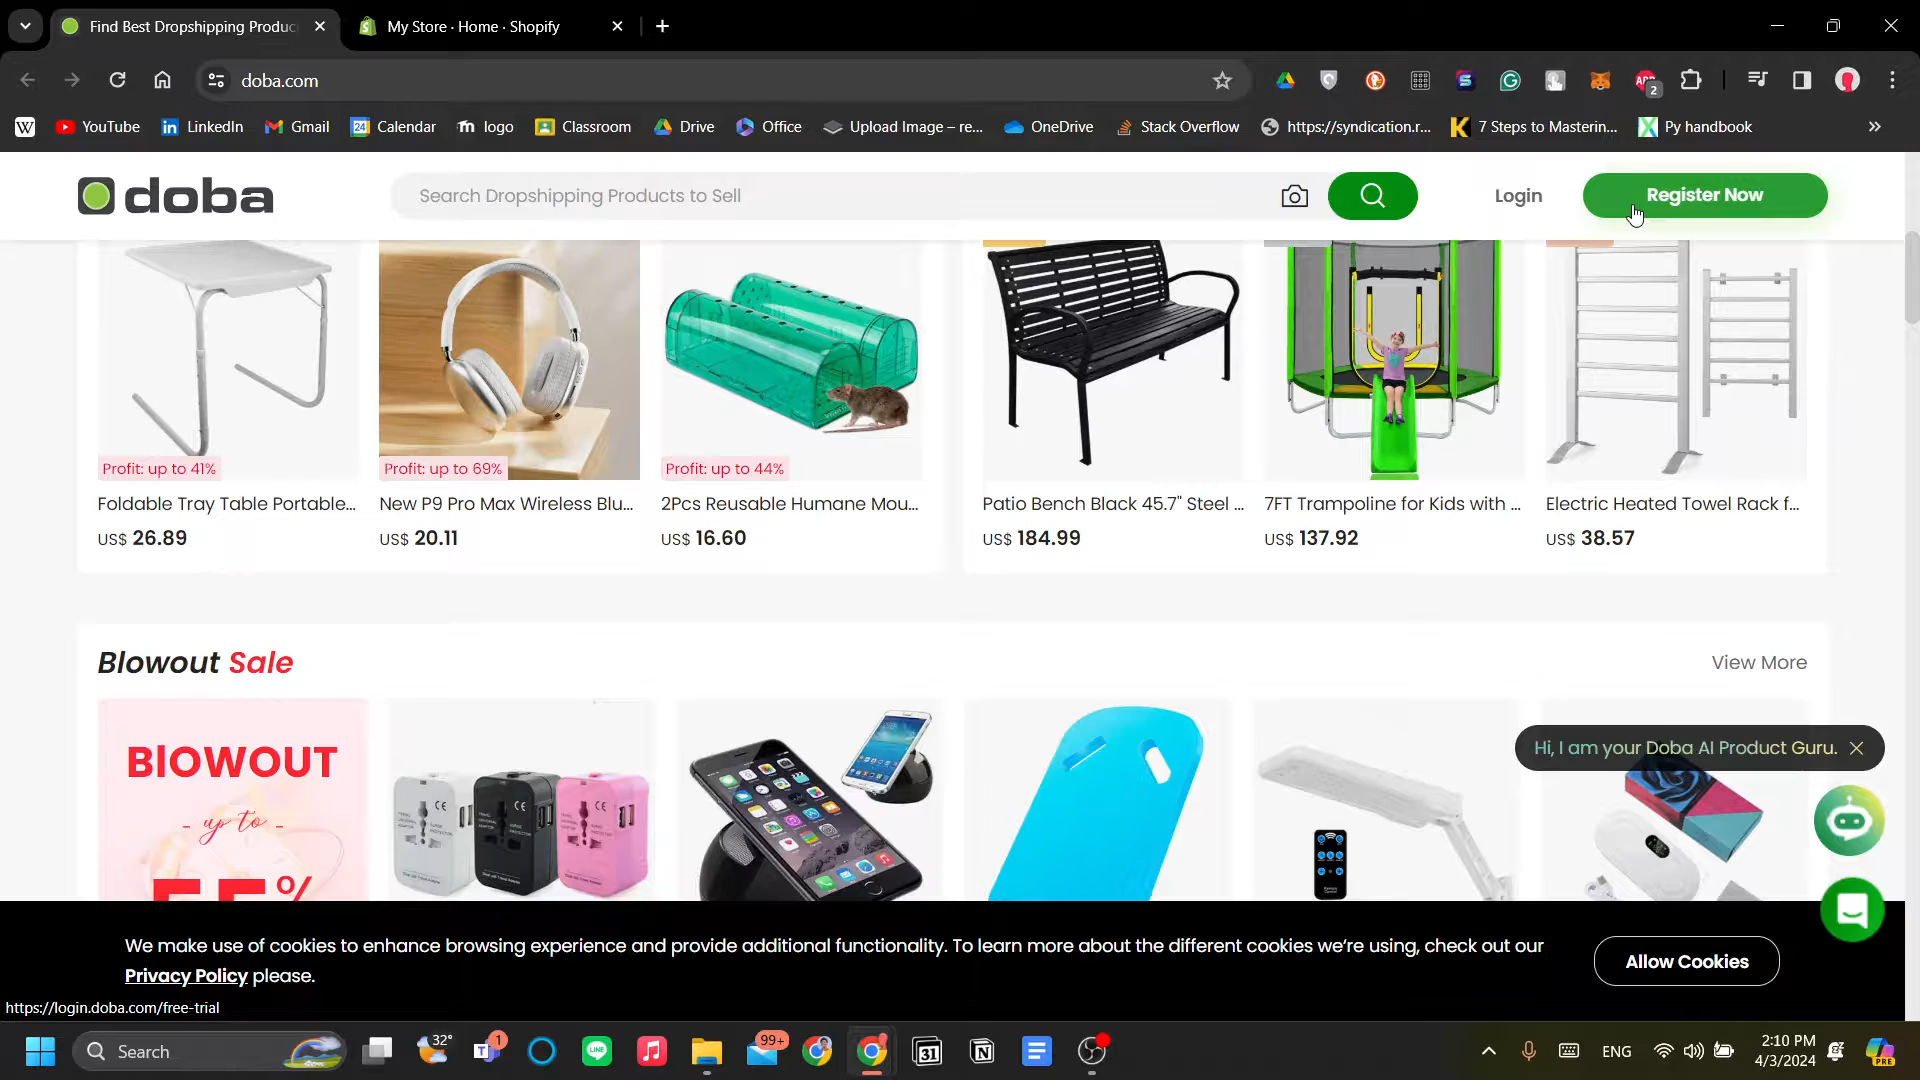 Find Best Dropshipping Produc
My Store · Home · Shopify
doba.com
2
W
YouTube
LinkedIn
Gmail
Calendar
logo
Classroom
Drive
Office
Upload Image – re...
OneDrive
Stack Overflow
https://syndication.r...
7 Steps to Masterin...
Py handbook
doba
Search Dropshipping Products to Sell
Login
Register Now
Profit: up to 41%
Profit: up to 69%
Profit: up to 44%
Foldable Tray Table Portable...
New P9 Pro Max Wireless Blu...
2Pcs Reusable Humane Mou...
Patio Bench Black 45.7" Steel ...
7FT Trampoline for Kids with ...
Electric Heated Towel Rack f...
US$ 26.89
US$ 20.11
US$ 16.60
US$ 184.99
US$ 137.92
US$ 38.57
Blowout Sale
View More
BlOWOUT
- up to -
55%
Hi, I am your Doba AI Product Guru.
We make use of cookies to enhance browsing experience and provide additional functionality. To learn more about the different cookies we're using, check out our
Privacy Policy please.
Allow Cookies
https://login.doba.com/free-trial
Search
32°
1
99+
31
ENG
2:10 PM
4/3/2024
PRE